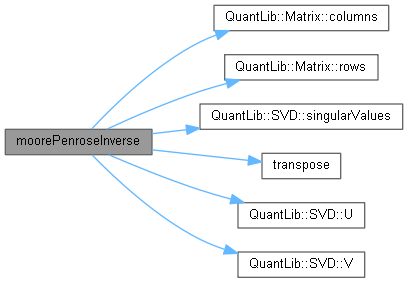 QuantLib::Matrix::columns
QuantLib::Matrix::rows
QuantLib::SVD::singularValues
moorePenroseInverse
transpose
QuantLib::SVD::U
QuantLib::SVD::V